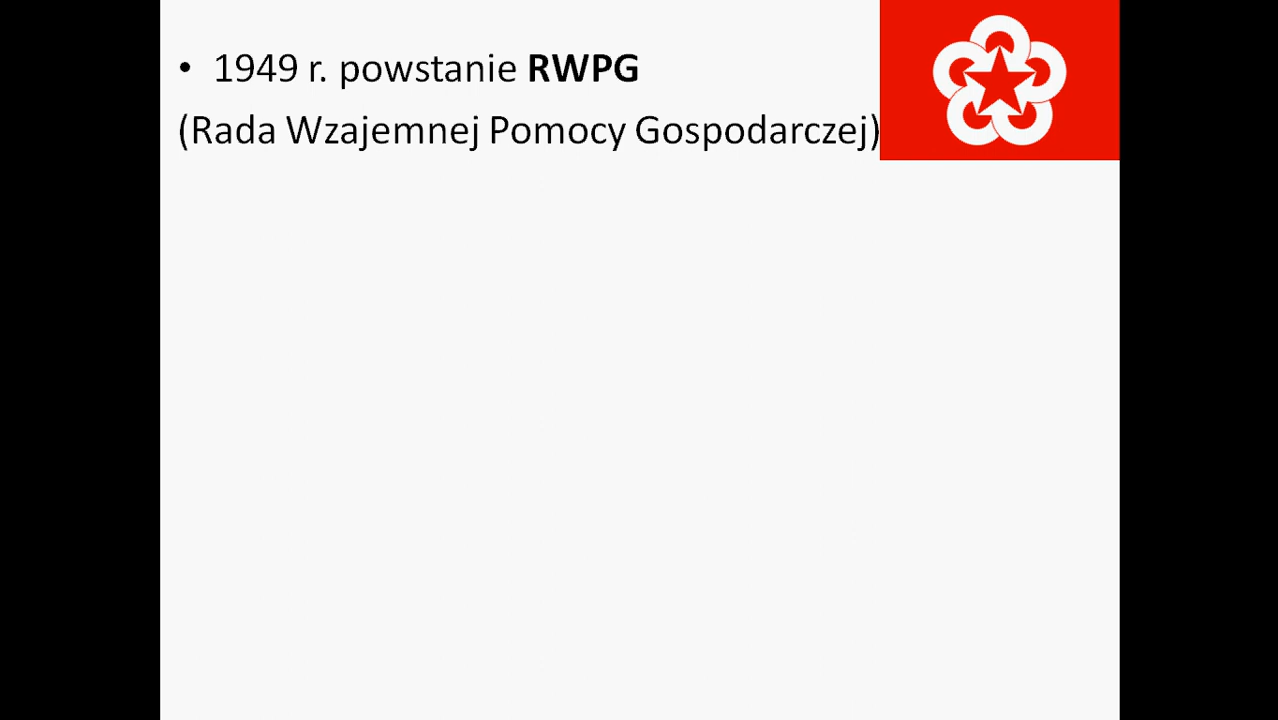 • 1949 r. powstanie RWPG
(Rada Wzajemnej Pomocy Gospodarczej)